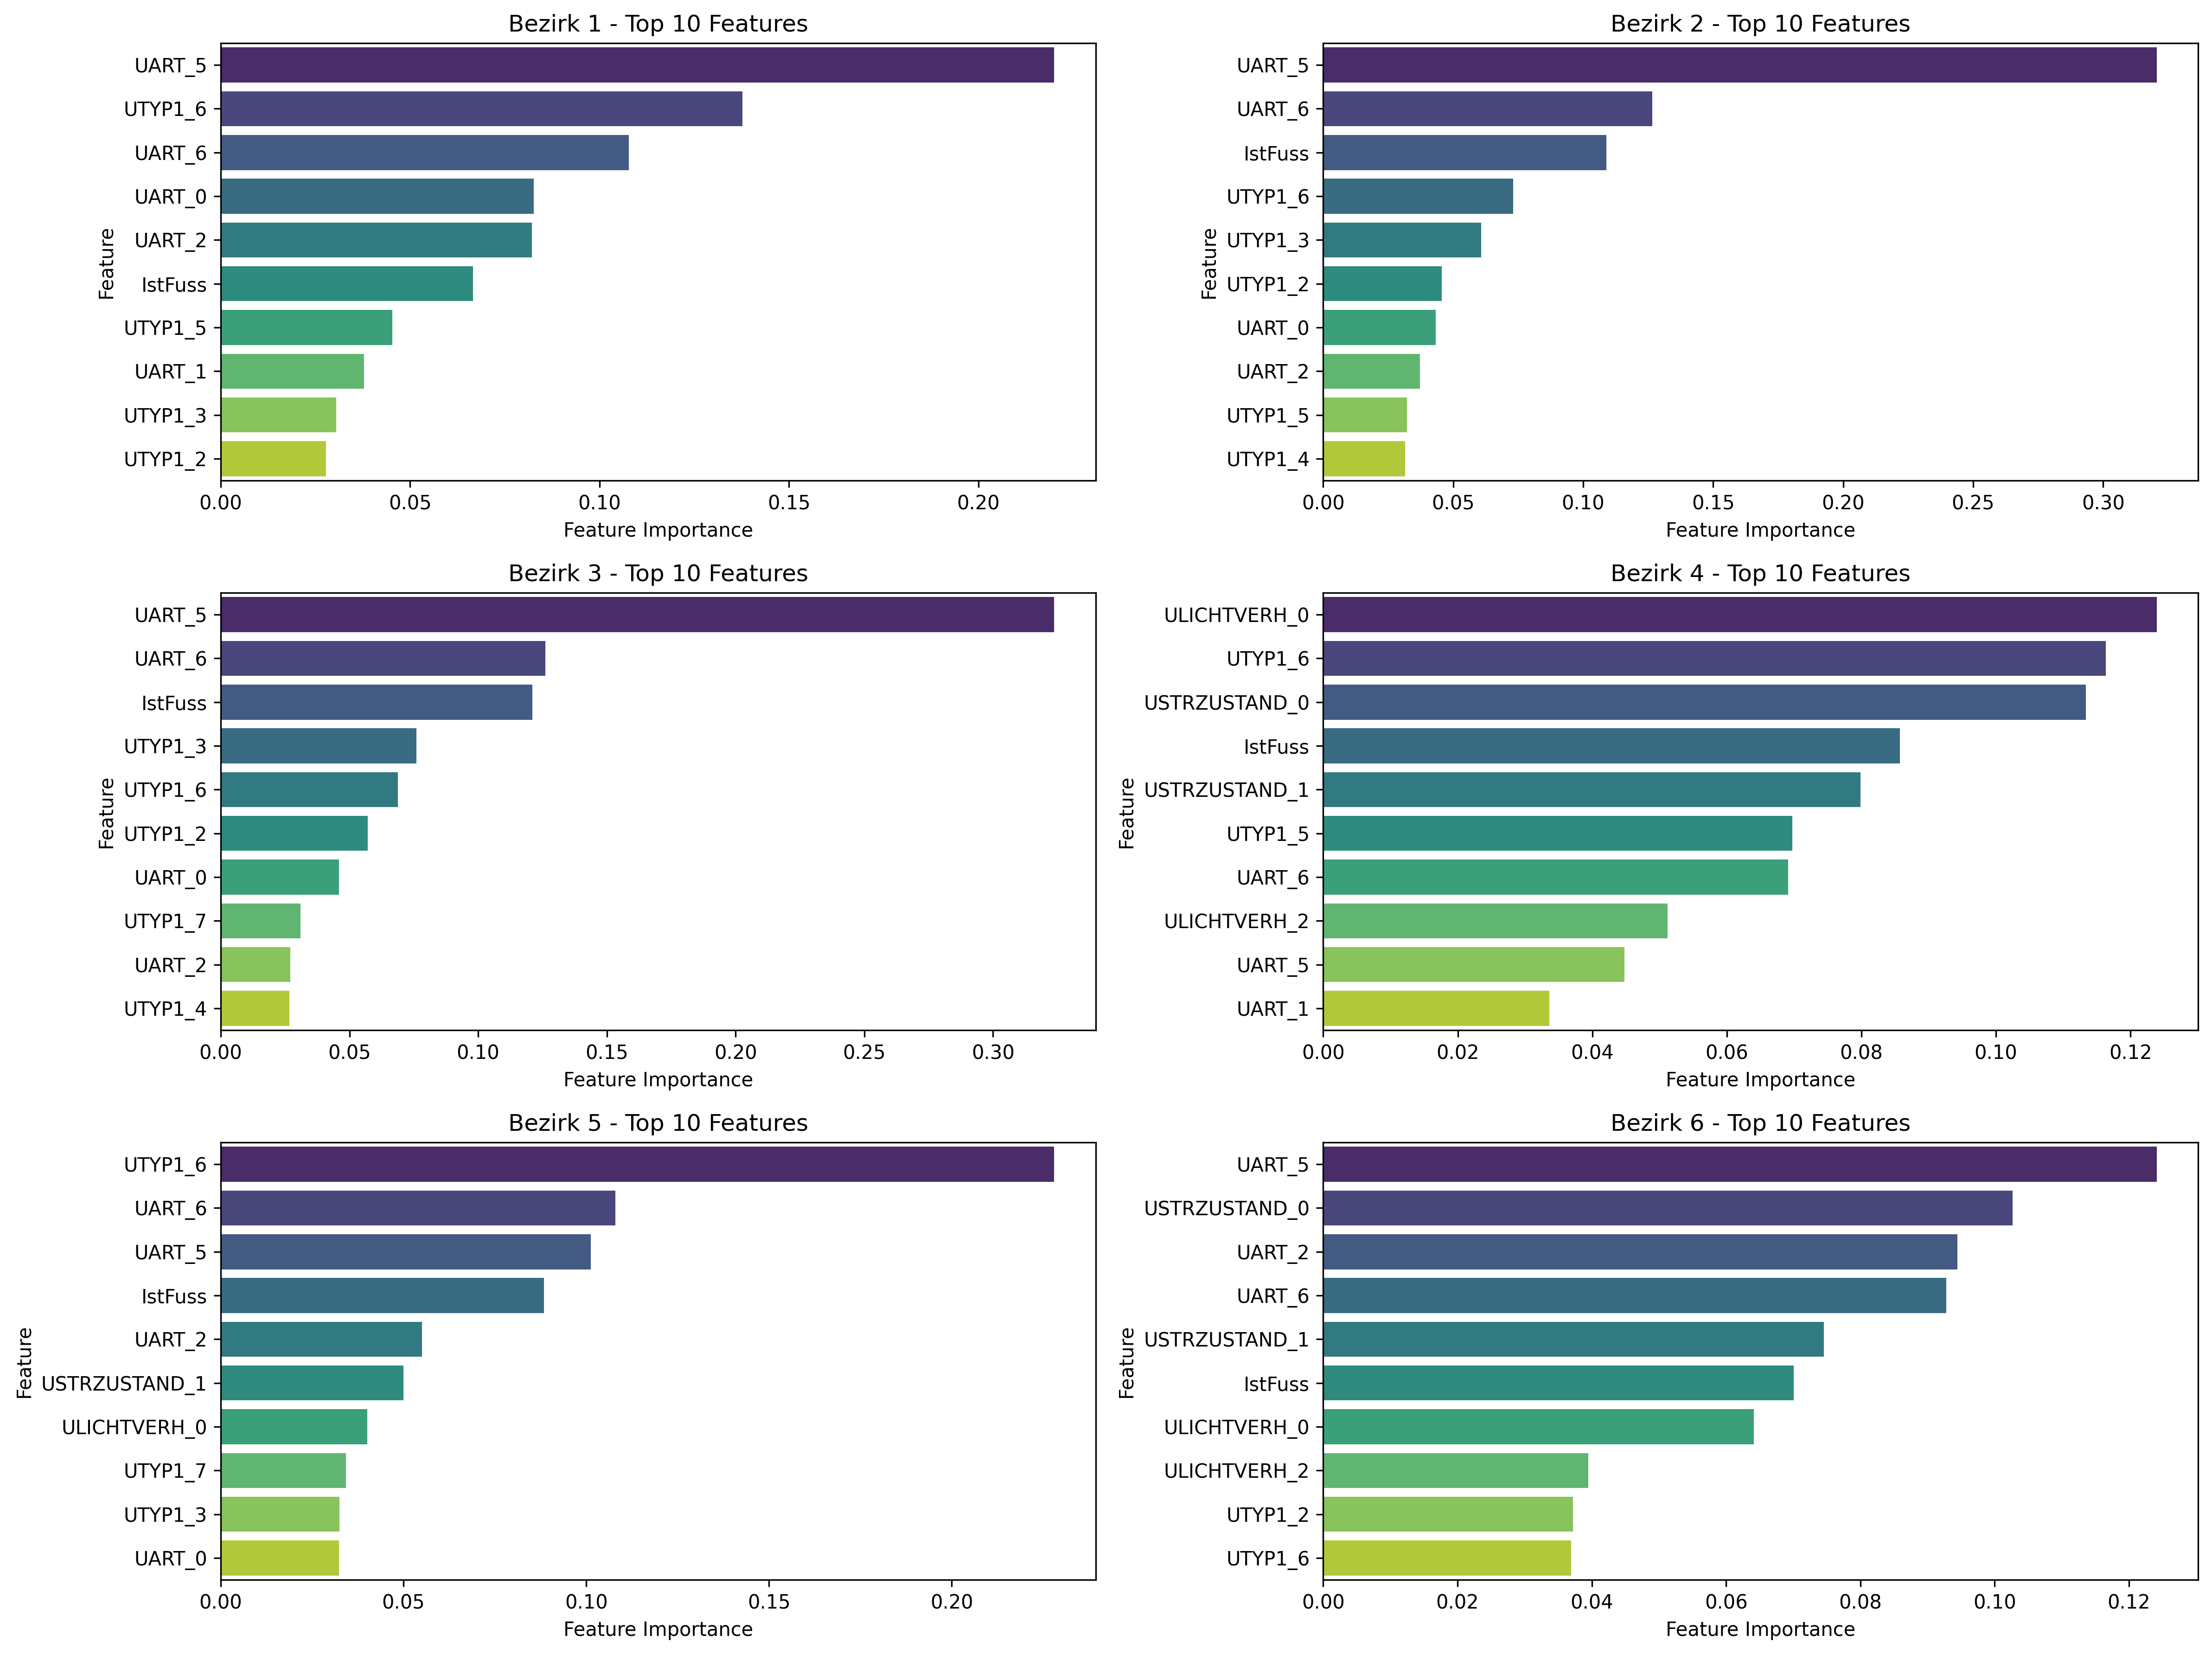 Bezirk 1 - Top 10 Features
Feature
UART_5
UTYP1_6
UART_6
UART_0
UART_2
IstFuss
UTYP1_5
UART_1
UTYP1_3
UTYP1_2
0.00 0.05 0.10 0.15 0.20
Feature Importance
Bezirk 2 - Top 10 Features
Feature
UART_5
UART_6
IstFuss
UTYP1_6
UTYP1_3
UTYP1_2
UART_0
UART_2
UTYP1_5
UTYP1_4
0.00 0.05 0.10 0.15 0.20 0.25 0.30
Feature Importance
Bezirk 3 - Top 10 Features
Feature
UART_5
UART_6
IstFuss
UTYP1_3
UTYP1_6
UTYP1_2
UART_0
UTYP1_7
UART_2
UTYP1_4
0.00 0.05 0.10 0.15 0.20 0.25 0.30
Feature Importance
Bezirk 4 - Top 10 Features
Feature
ULICHTVERH_0
UTYP1_6
USTRZUSTAND_0
IstFuss
USTRZUSTAND_1
UTYP1_5
UART_6
ULICHTVERH_2
UART_5
UART_1
0.00 0.02 0.04 0.06 0.08 0.10 0.12
Feature Importance
Bezirk 5 - Top 10 Features
Feature
UTYP1_6
UART_6
UART_5
IstFuss
UART_2
USTRZUSTAND_1
ULICHTVERH_0
UTYP1_7
UTYP1_3
UART_0
0.00 0.05 0.10 0.15 0.20
Feature Importance
Bezirk 6 - Top 10 Features
Feature
UART_5
USTRZUSTAND_0
UART_2
UART_6
USTRZUSTAND_1
IstFuss
ULICHTVERH_0
ULICHTVERH_2
UTYP1_2
UTYP1_6
0.00 0.02 0.04 0.06 0.08 0.10 0.12
Feature Importance